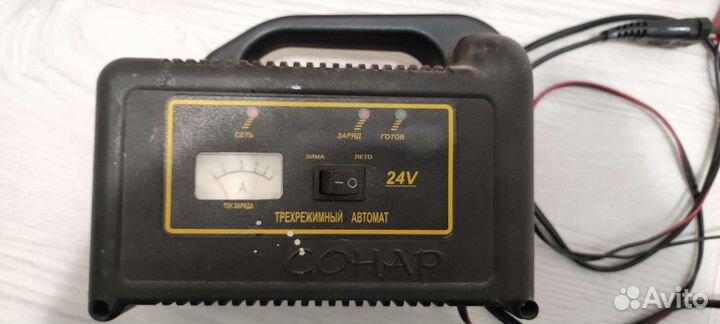 СЕТЬ
ЗАРЯД ГОТОВ
ЗИМА ЛЕТО
A
24V
ТОК ЗАРЯДА
ТРЕХРЕЖИМНЫЙ АВТОМАТ
СОНАР
Avito